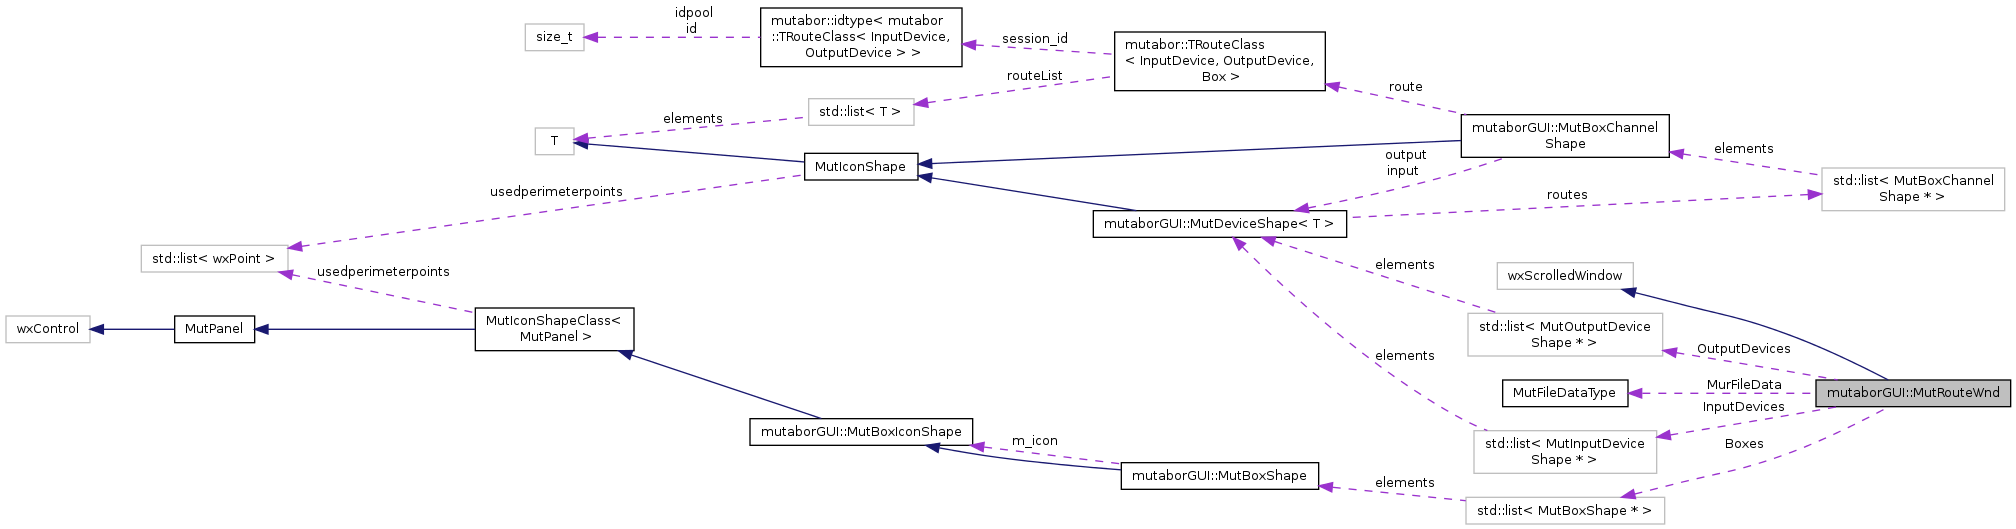 idpool
id
size_t
mutabor::idtype< mutabor
::TRouteClass< InputDevice,
OutputDevice > >
session_id
mutabor::TRouteClass
< InputDevice, OutputDevice,
Box >
routeList
std::list< T >
elements
T
MutIconShape
route
mutaborGUI::MutBoxChannel
Shape
output
input
elements
std::list< MutBoxChannel
Shape * >
routes
usedperimeterpoints
mutaborGUI::MutDeviceShape< T >
std::list< wxPoint >
usedperimeterpoints
elements
wxScrolledWindow
wxControl
MutPanel
MutIconShapeClass<
MutPanel >
std::list< MutOutputDevice
Shape * >
OutputDevices
elements
MutFileDataType
MurFileData
mutaborGUI::MutRouteWnd
InputDevices
mutaborGUI::MutBoxIconShape
m_icon
std::list< MutInputDevice
Shape * >
Boxes
mutaborGUI::MutBoxShape
elements
std::list< MutBoxShape * >